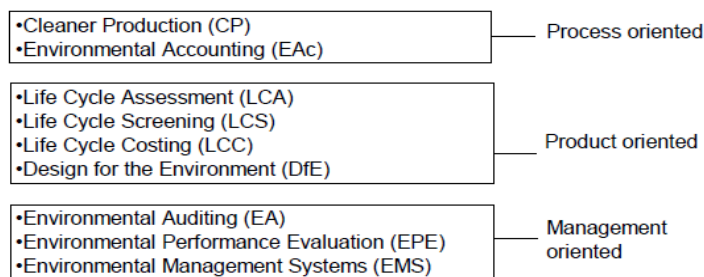 •Cleaner Production (CP)
•Environmental Accounting (EAc)
Process oriented
•Life Cycle Assessment (LCA)
•Life Cycle Screening (LCS)
•Life Cycle Costing (LCC)
•Design for the Environment (DfE)
Product oriented
•Environmental Auditing (EA)
•Environmental Performance Evaluation (EPE)
•Environmental Management Systems (EMS)
Management
oriented